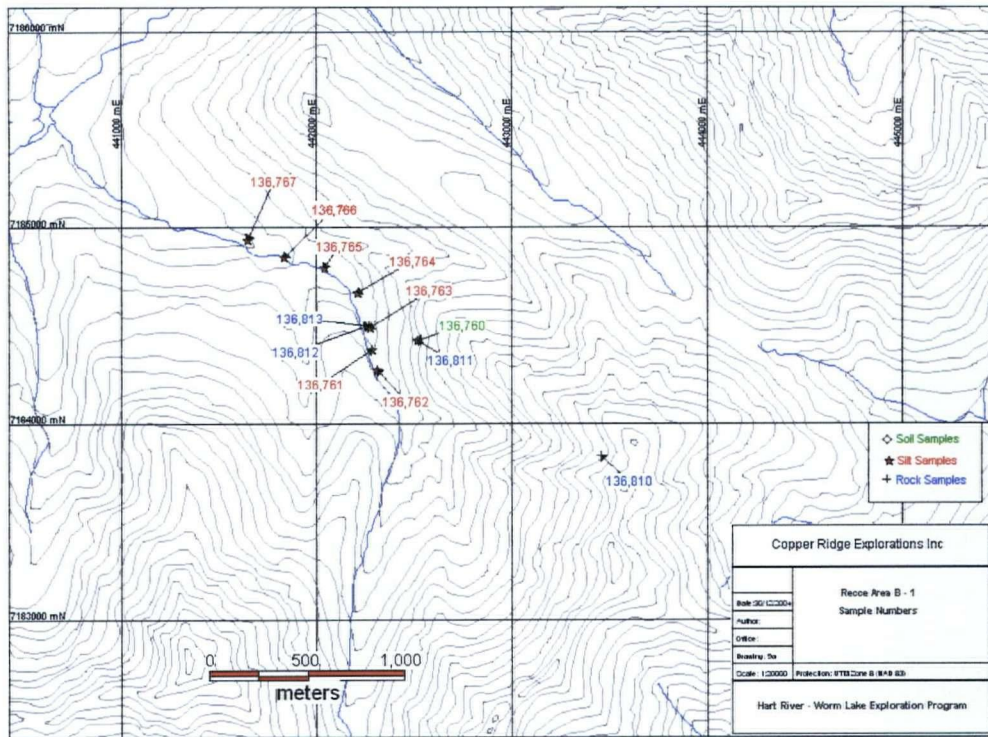 7186000 mN
441000 mE
442000 mE
443000 mE
444000 mE
445000 mE
136,767
136,766
7185000 mN
136,765
136,764
136,763
136,813
136,760
136,812
136,811
136,761
136,762
7184000 mN
Soil Samples
Silt Samples
Rock Samples
136,810
Copper Ridge Explorations Inc
Recce Area B - 1
Sample Numbers
Author:
Office:
Scale: 1:20000
7183000 mN
0 500 1,000
meters
Hart River - Worm Lake Exploration Program